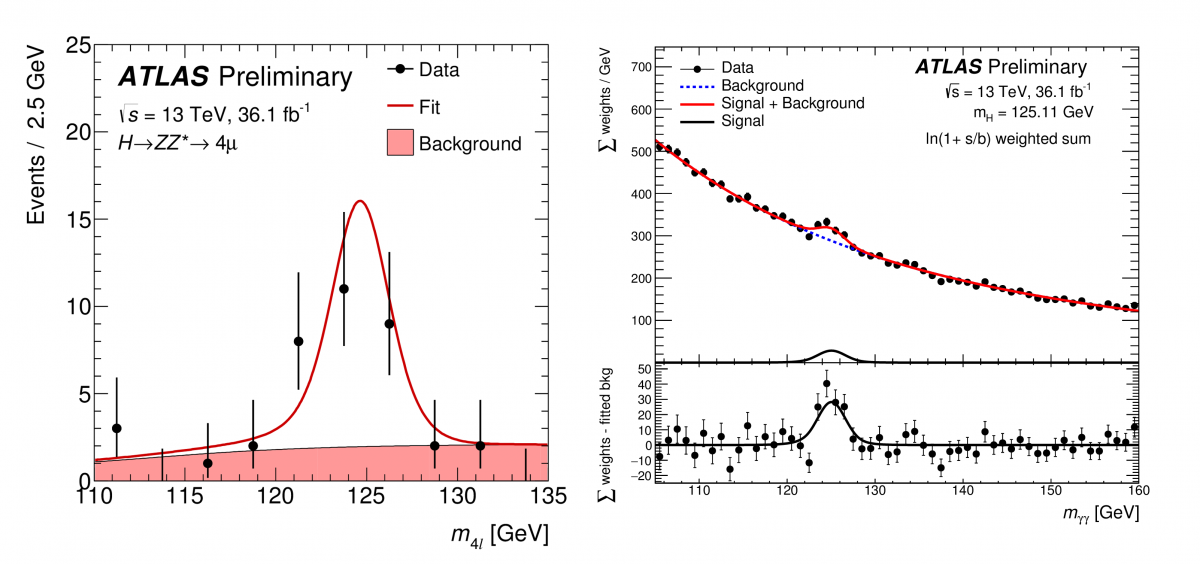 25
20
15
10
5
0
110
115
120
125
130
135
Events / 2.5 GeV
m4l [GeV]
ATLAS Preliminary
√s = 13 TeV, 36.1 fb-1
H→ZZ*→ 4μ
Data
Fit
Background
700
600
500
400
300
200
100
∑ weights / GeV
Data
Background
Signal + Background
Signal
ATLAS Preliminary
√s = 13 TeV, 36.1 fb-1
mH = 125.11 GeV
ln(1+ s/b) weighted sum
50
40
30
20
10
0
−10
−20
∑ weights - fitted bkg
110
120
130
140
150
160
mγγ [GeV]